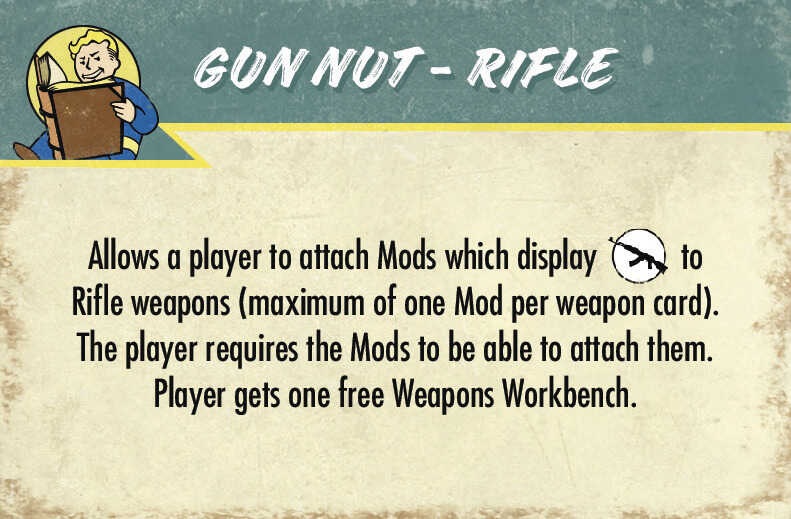 GUN NUT - RIFLE
Allows a player to attach Mods which display to
Rifle weapons (maximum of one Mod per weapon card).
The player requires the Mods to be able to attach them.
Player gets one free Weapons Workbench.